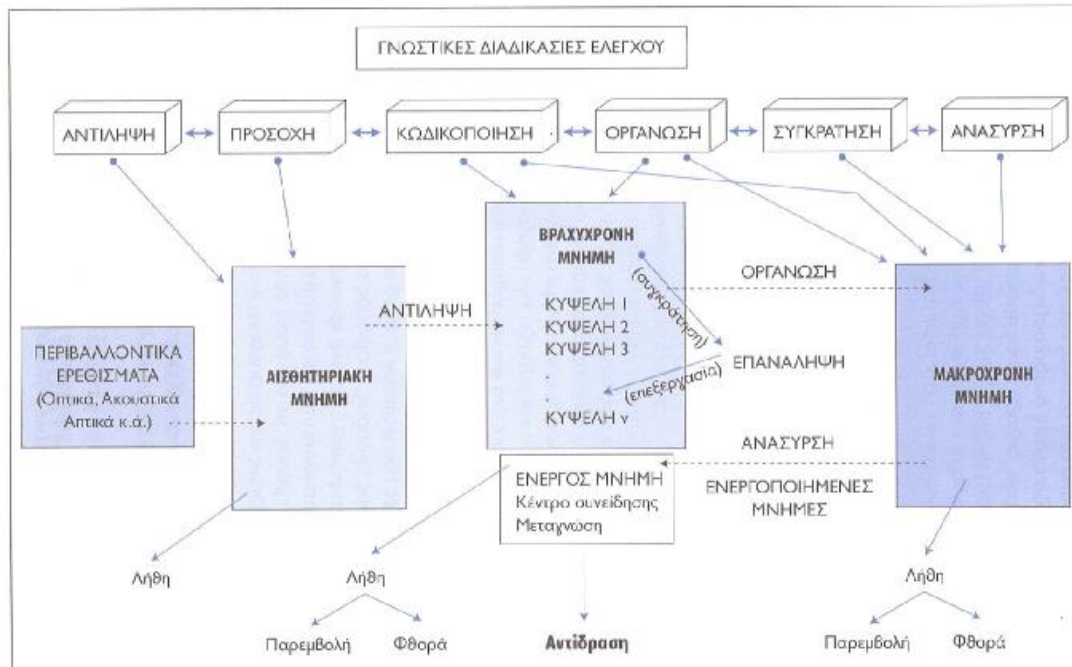 ΓΝΩΣΤΙΚΕΣ ΔΙΑΔΙΚΑΣΙΕΣ ΕΛΕΓΧΟΥ
ΑΝΤΙΛΗΨΗ
ΠΡΟΣΟΧΗ
ΚΩΔΙΚΟΠΟΙΗΣΗ
ΟΡΓΑΝΩΣΗ
ΣΥΓΚΡΑΤΗΣΗ
ΑΝΑΣΥΡΣΗ
ΠΕΡΙΒΑΛΛΟΝΤΙΚΑ
ΕΡΕΘΙΣΜΑΤΑ
(Οπτικά, Ακουστικά
Απτικά κ.ά.)
ΑΙΣΘΗΤΗΡΙΑΚΗ
ΜΝΗΜΗ
ΑΝΤΙΛΗΨΗ
ΒΡΑΧΥΧΡΟΝΗ
ΜΝΗΜΗ
ΚΥΨΕΛΗ 1
ΚΥΨΕΛΗ 2
ΚΥΨΕΛΗ 3
.
.
ΚΥΨΕΛΗ ν
(συγκράτηση)
(επεξεργασία)
ΟΡΓΑΝΩΣΗ
ΕΠΑΝΑΛΗΨΗ
ΑΝΑΣΥΡΣΗ
ΕΝΕΡΓΟΠΟΙΗΜΕΝΕΣ
ΜΝΗΜΕΣ
ΜΑΚΡΟΧΡΟΝΗ
ΜΝΗΜΗ
ΕΝΕΡΓΟΣ ΜΝΗΜΗ
Κέντρο συνείδησης
Μεταγνώση
Λήθη
Λήθη
Παρεμβολή
Φθορά
Αντίδραση
Λήθη
Παρεμβολή
Φθορά